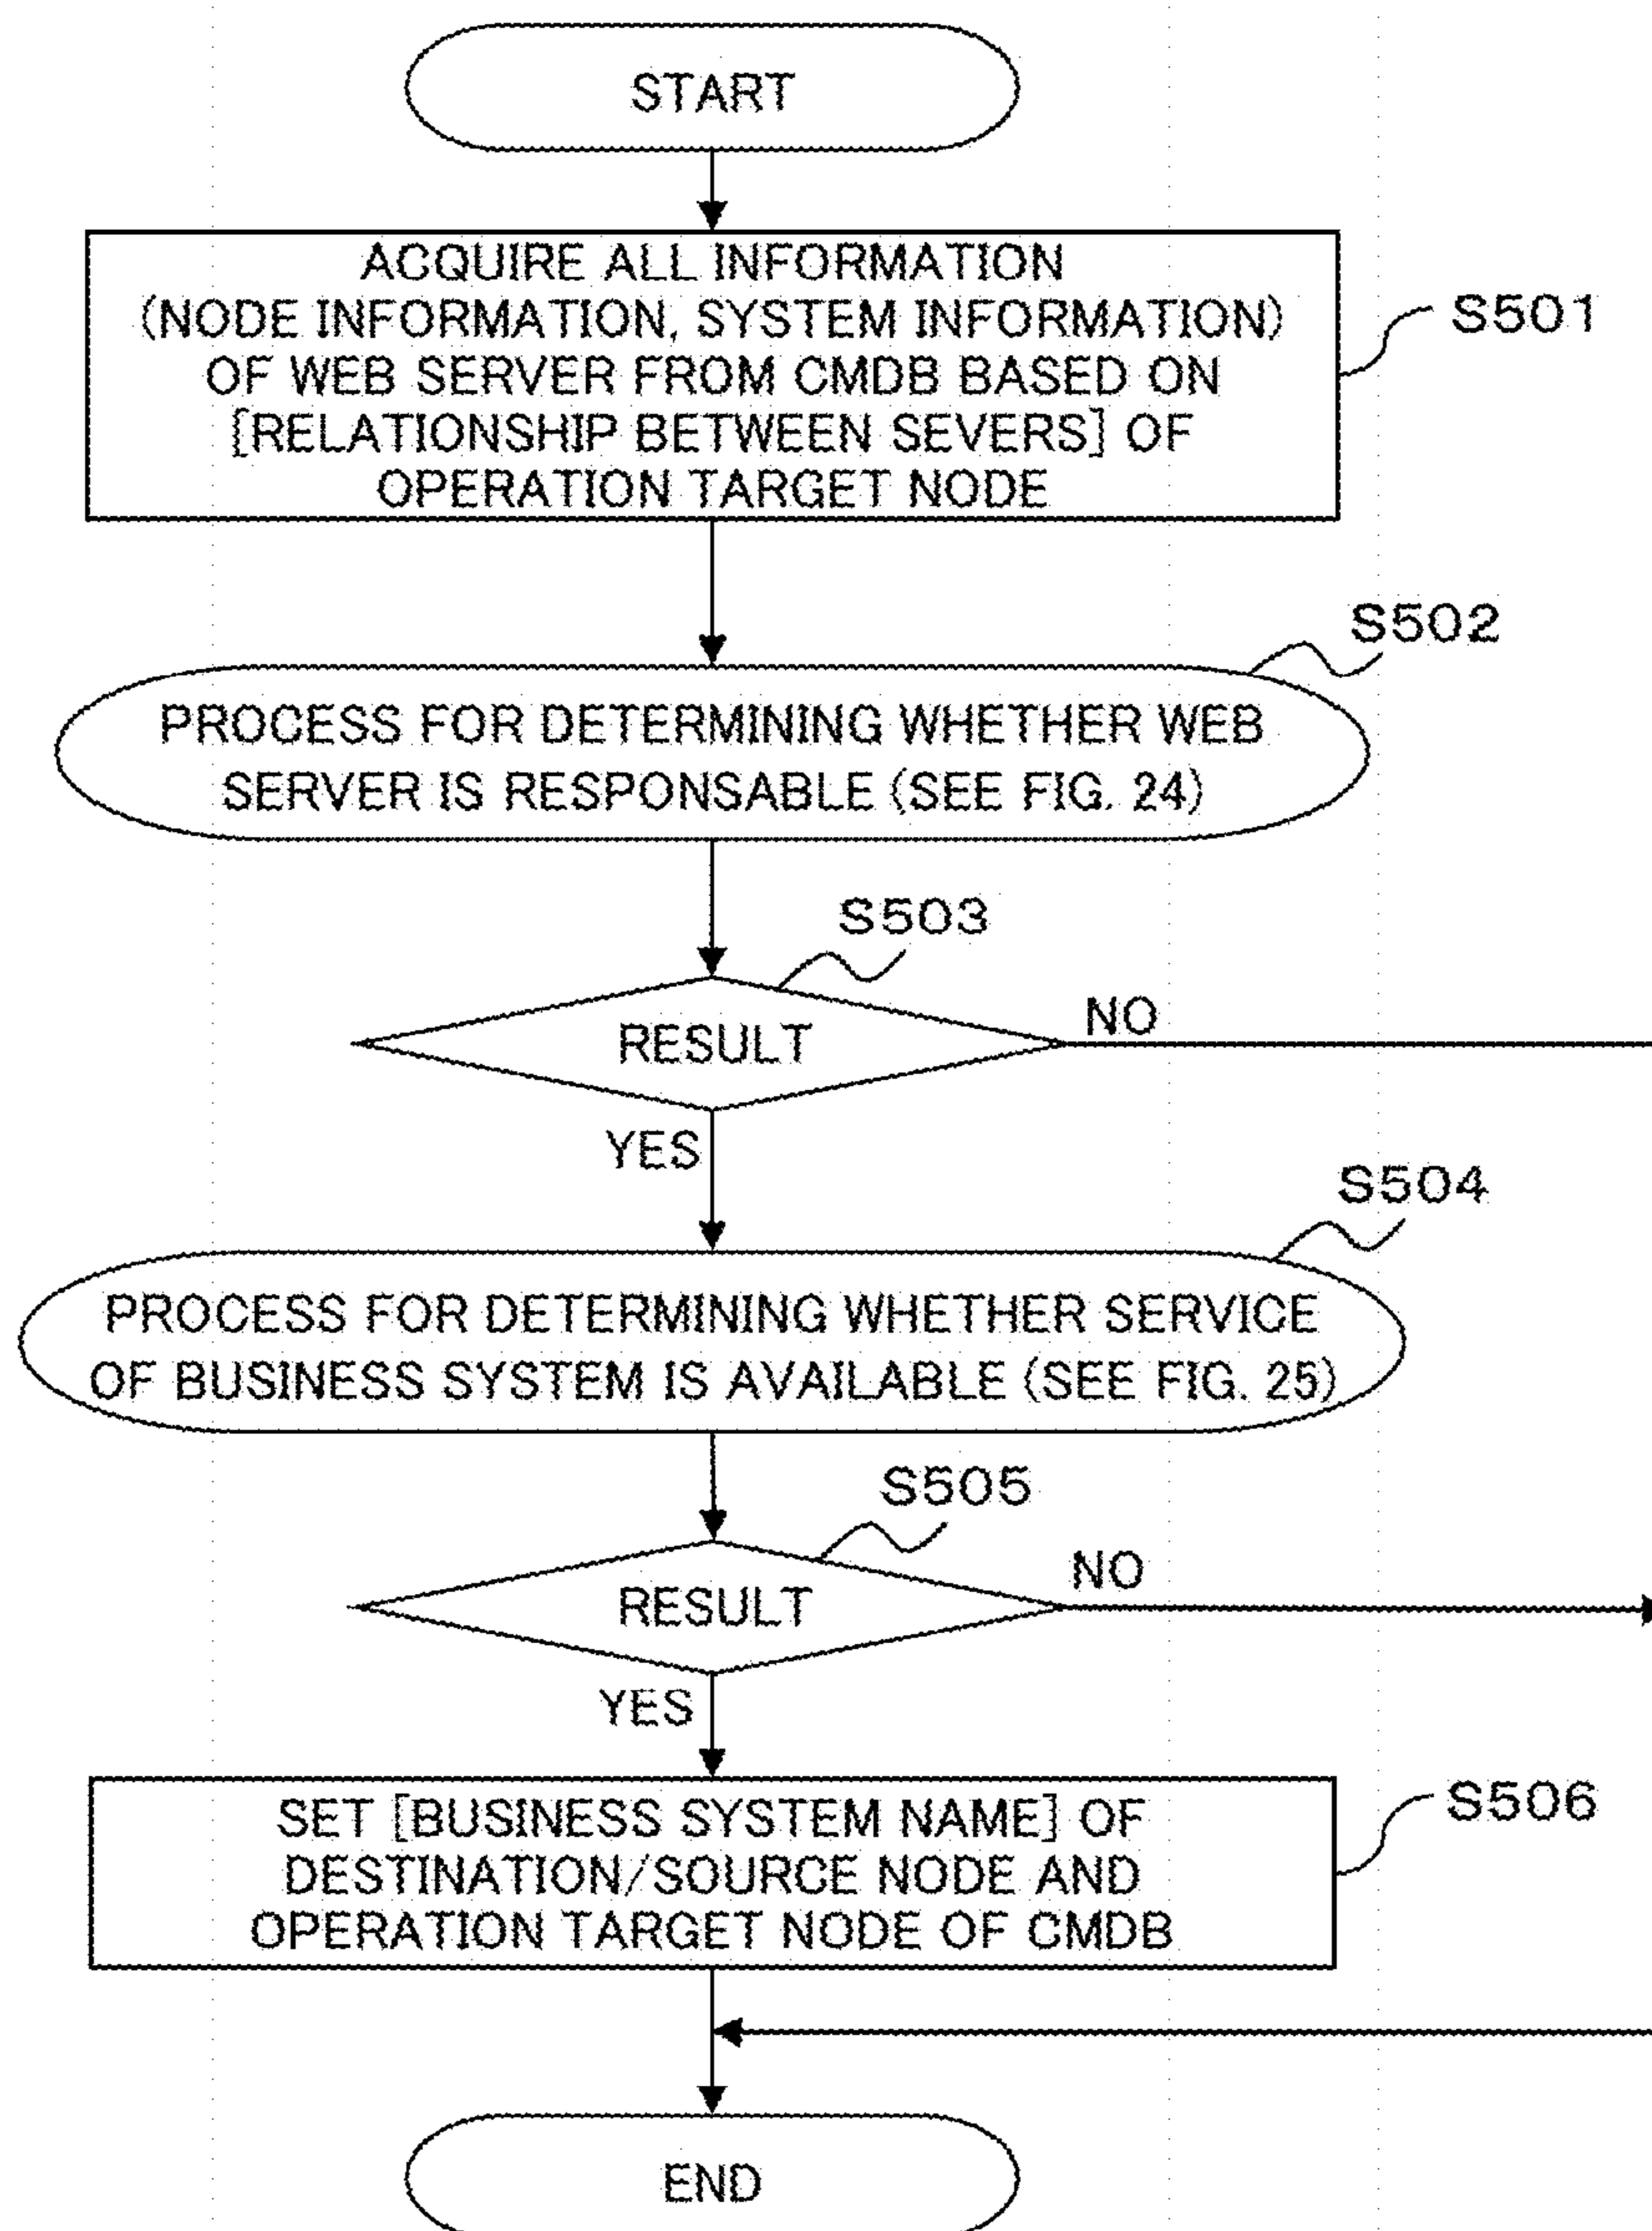 START
ACQUIRE ALL INFORMATION
(NODE INFORMATION, SYSTEM INFORMATION)
OF WEB SERVER FROM CMDB BASED ON
[RELATIONSHIP BETWEEN SEVERS] OF
OPERATION TARGET NODE
S501
S502
PROCESS FOR DETERMINING WHETHER WEB
SERVER IS RESPONSABLE (SEE FIG. 24)
S503
RESULT
NO
YES
S504
PROCESS FOR DETERMINING WHETHER SERVICE
OF BUSINESS SYSTEM IS AVAILABLE (SEE FIG. 25)
S505
RESULT
NO
YES
SET [BUSINESS SYSTEM NAME] OF
DESTINATION/SOURCE NODE AND
OPERATION TARGET NODE OF CMDB
S506
END